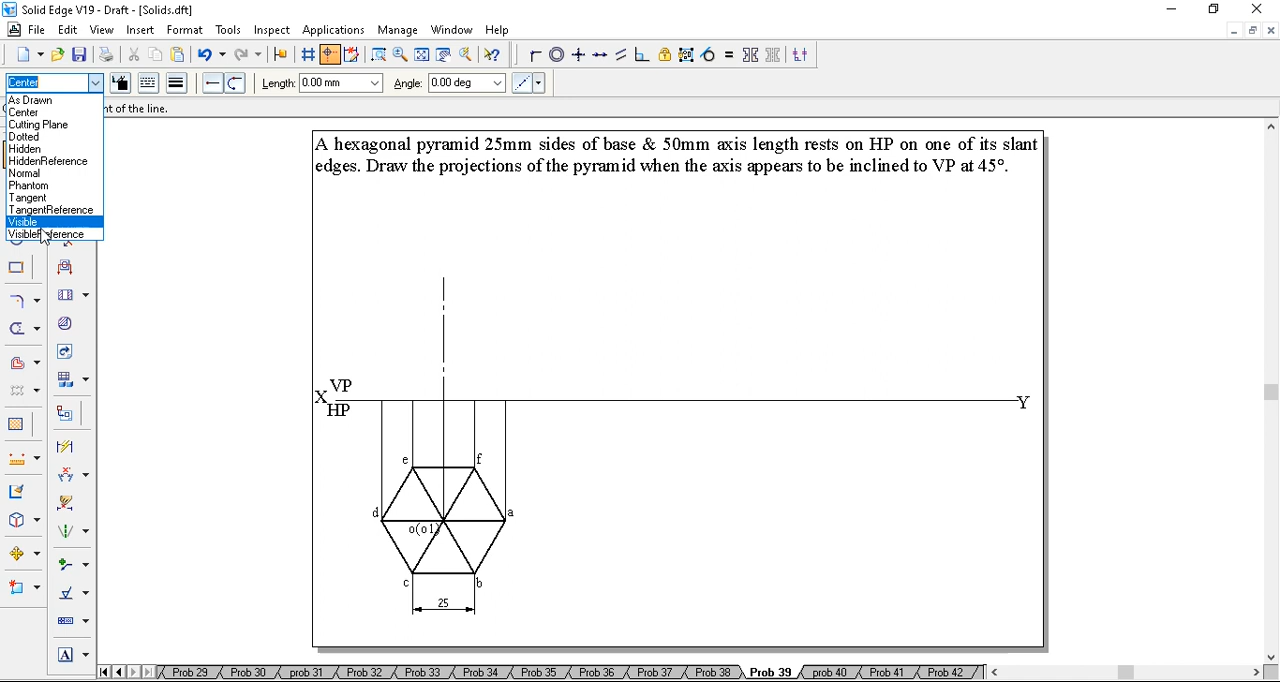 Solid Edge V19 - Draft - [Solids.dft]
File Edit View Insert Format Tools Inspect Applications Manage Window Help
Center Length: 0.00 mm Angle: 0.00 deg
nt of the line.
As Drawn
Center
Cutting Plane
Dotted
Hidden
HiddenReference
Normal
Phantom
Tangent
TangentReference
Visible
A hexagonal pyramid 25mm sides of base & 50mm axis length rests on HP on one of its slant
edges. Draw the projections of the pyramid when the axis appears to be inclined to VP at 45°.
VP
X Y
HP
e f
d a
o(o1)
c b
25
Prob 29 Prob 30 prob 31 Prob 32 Prob 33 Prob 34 Prob 35 Prob 36 Prob 37 Prob 38 Prob 39 prob 40 Prob 41 Prob 42